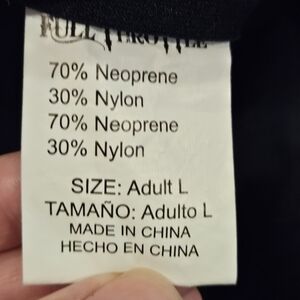 FULL THROTTLE
70% Neoprene
30% Nylon
70% Neoprene
30% Nylon
SIZE: Adult L
TAMAÑO: Adulto L
MADE IN CHINA
HECHO EN CHINA